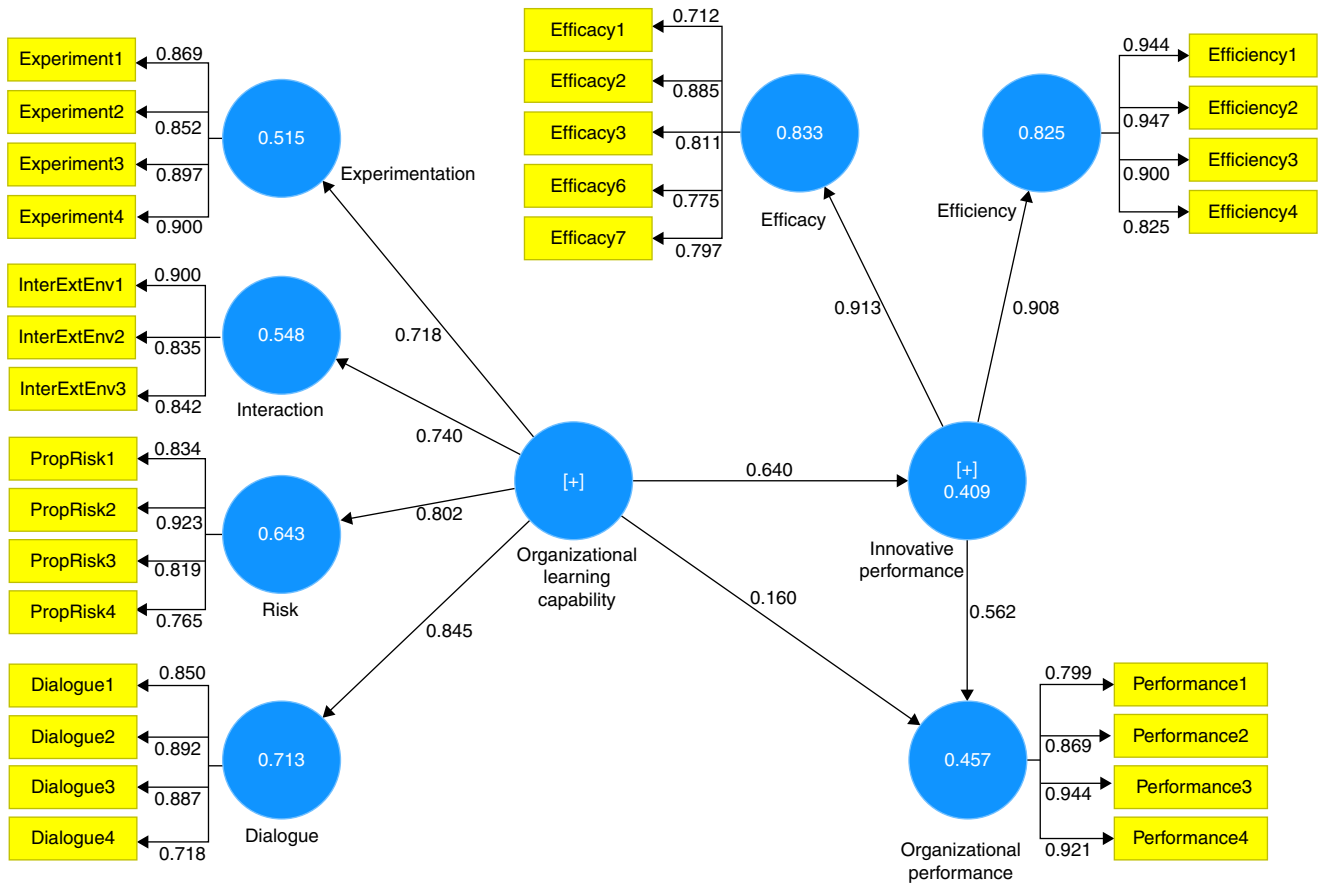 Experiment1
0.869
Experiment2
0.852
Experiment3
0.897
Experiment4
0.900
0.515
Experimentation
InterExtEnv1
0.900
InterExtEnv2
0.835
InterExtEnv3
0.842
0.548
Interaction
PropRisk1
0.834
PropRisk2
0.923
PropRisk3
0.819
PropRisk4
0.765
0.643
Risk
Dialogue1
0.850
Dialogue2
0.892
Dialogue3
0.887
Dialogue4
0.718
0.713
Dialogue
0.718
0.740
0.802
0.845
[+]
Organizational
learning
capability
0.640
0.160
Efficacy1
0.712
Efficacy2
0.885
Efficacy3
0.811
Efficacy6
0.775
Efficacy7
0.797
0.833
Efficacy
0.825
Efficiency
0.944
Efficiency1
0.947
Efficiency2
0.900
Efficiency3
0.825
Efficiency4
0.913
0.908
[+]
0.409
Innovative
performance
0.562
0.457
Organizational
performance
0.799
Performance1
0.869
Performance2
0.944
Performance3
0.921
Performance4